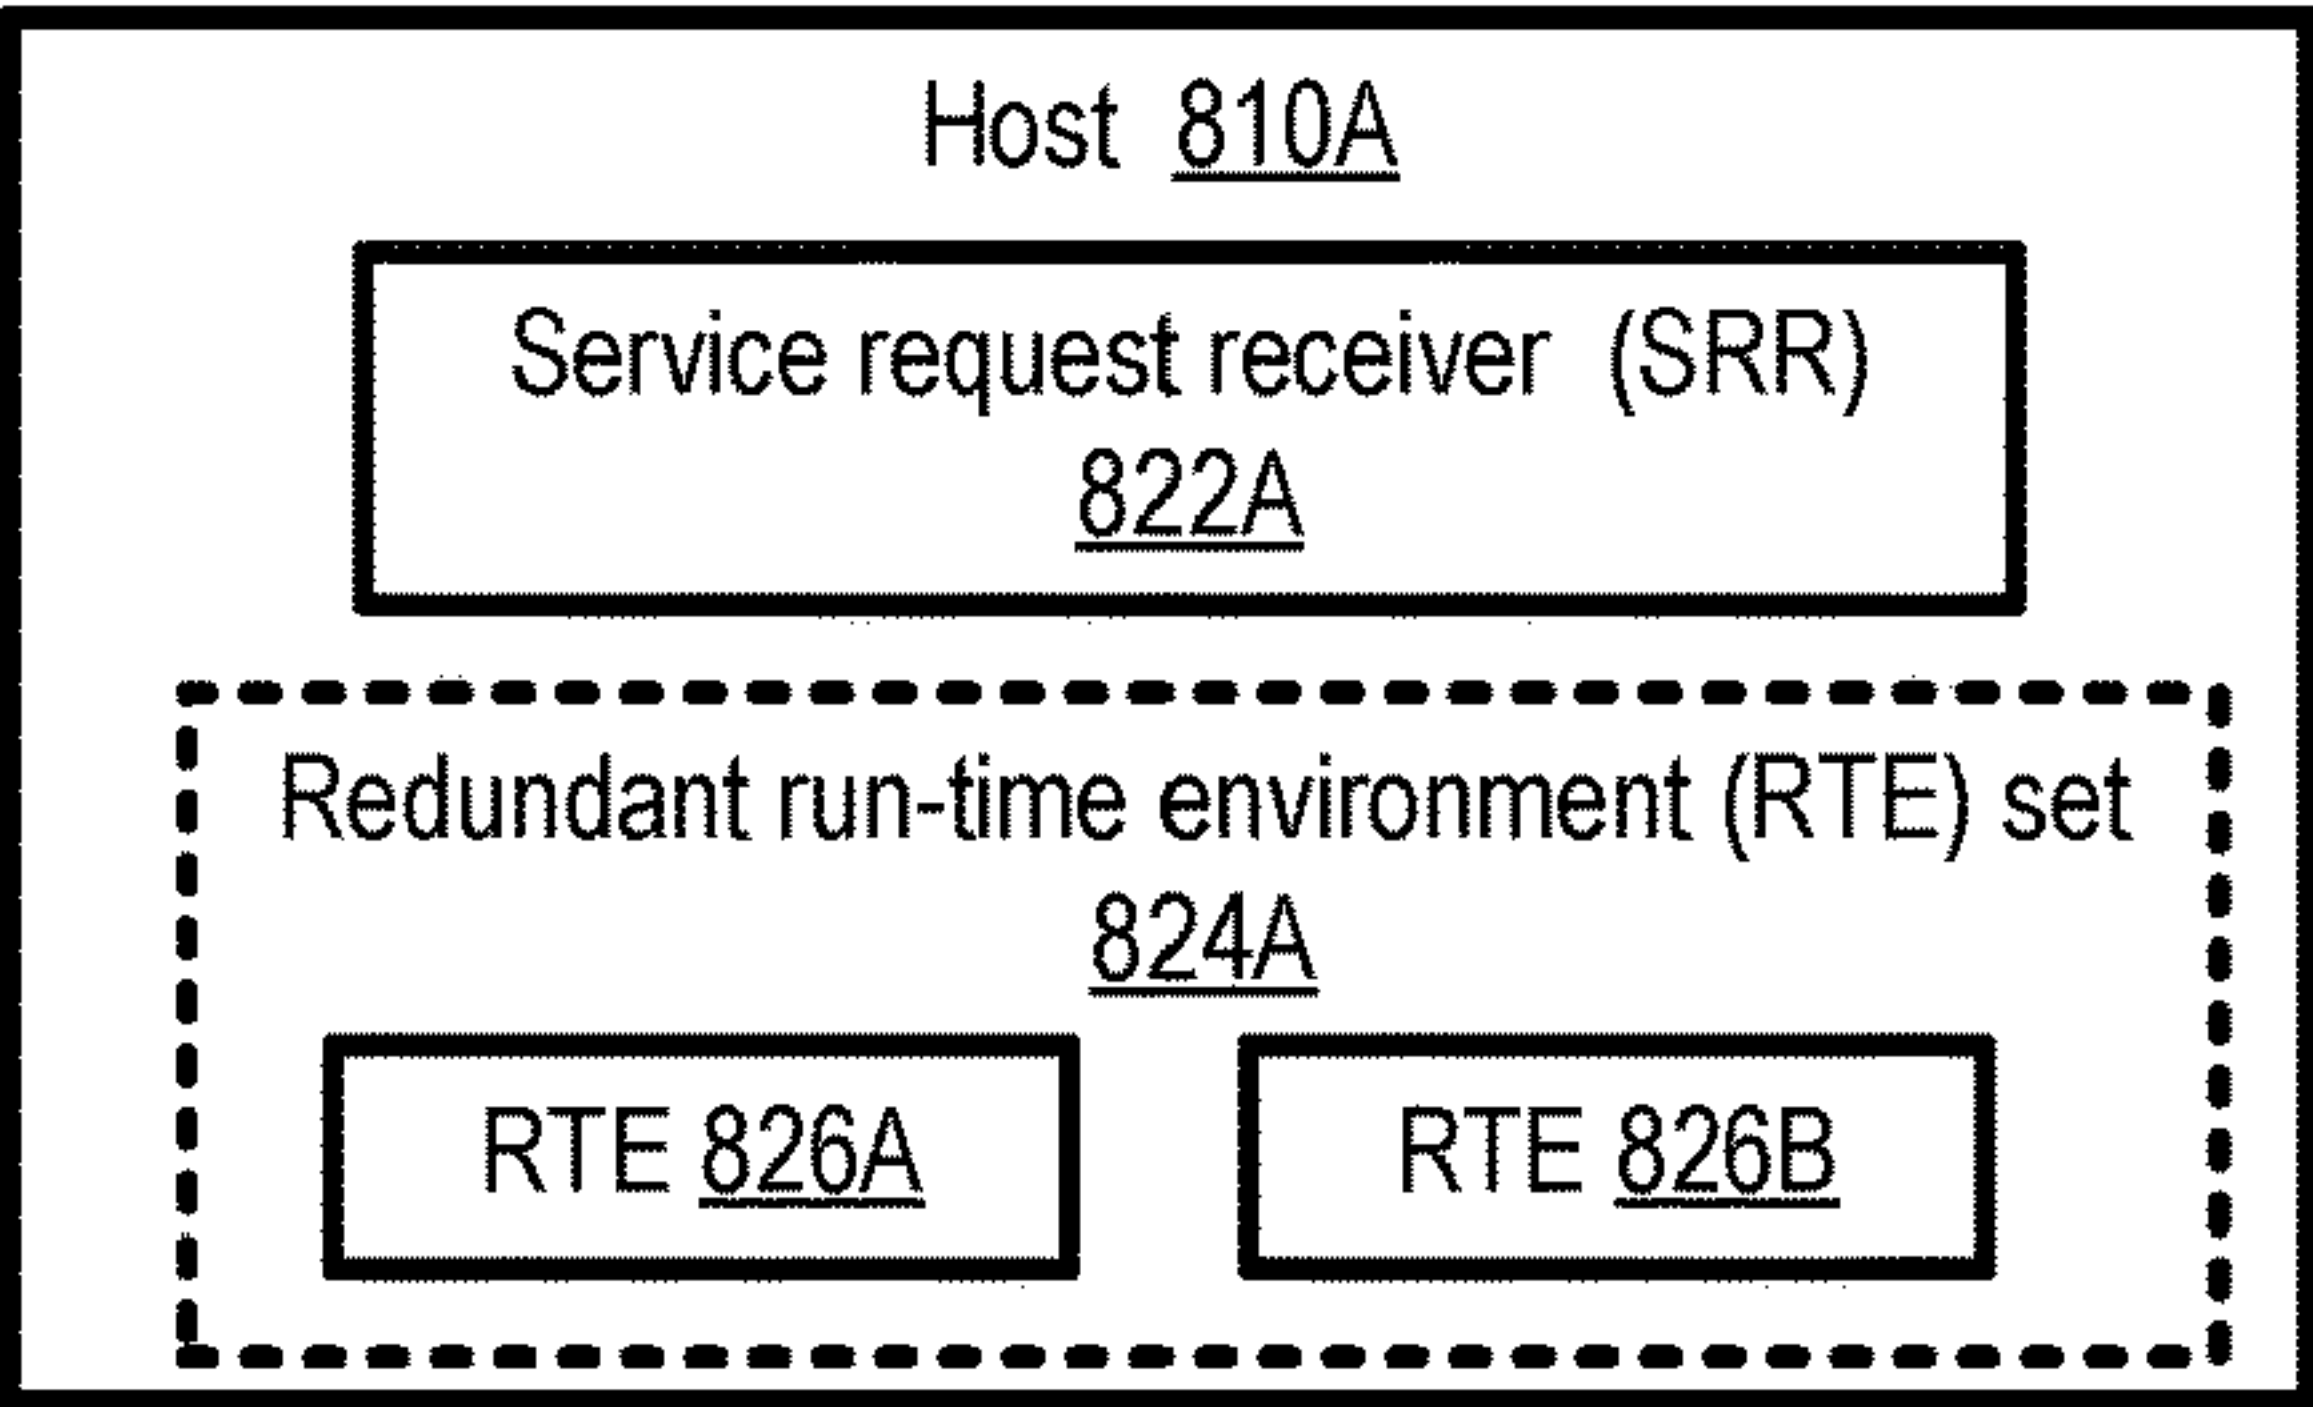 Host 810A
Service request receiver (SRR)
822A
Redundant run-time environment (RTE) set
824A
RTE 826A
RTE 826B